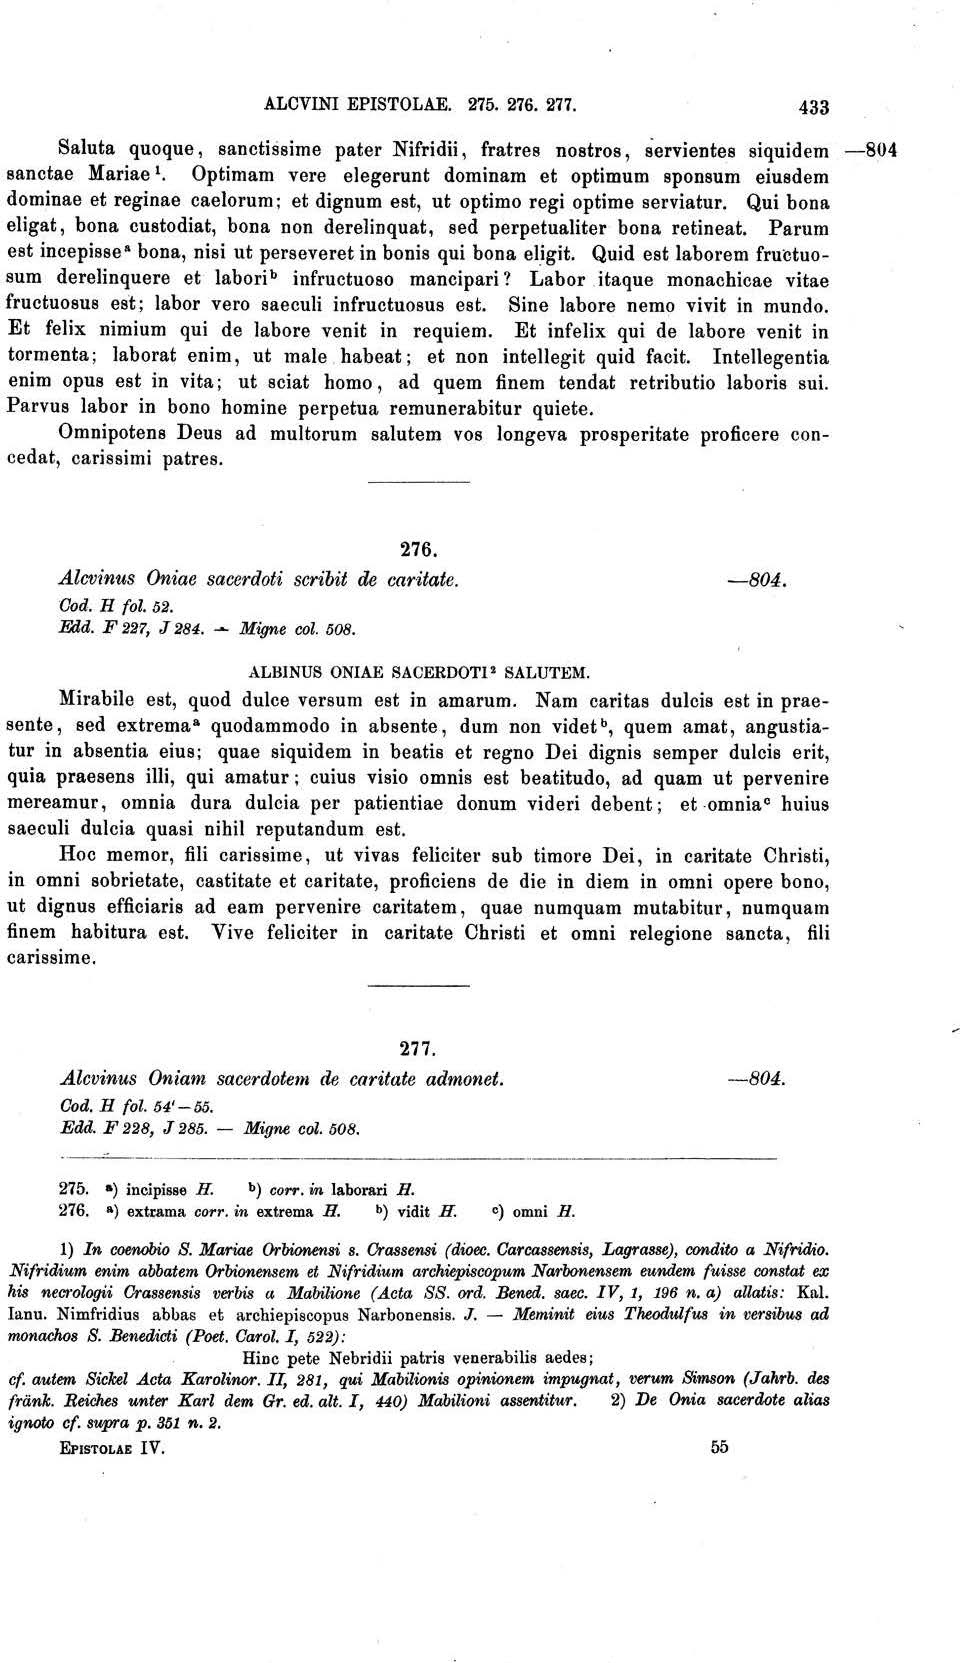 ALCVINI EPISTOLAE. 275. 276. 277. 433
Saluta quoque, sanctissime pater Nifridii, fratres nostros, servientes siquidem —804
sanctae Mariae¹. Optimam vere elegerunt dominam et optimum sponsum eiusdem
dominae et reginae caelorum; et dignum est, ut optimo regi optime serviatur. Qui bona
eligat, bona custodiat, bona non derelinquat, sed perpetualiter bona retineat. Parum
est incepisseᵃ bona, nisi ut perseveret in bonis qui bona eligit. Quid est laborem fructuo-
sum derelinquere et laboriᵇ infructuoso mancipari? Labor itaque monachicae vitae
fructuosus est; labor vero saeculi infructuosus est. Sine labore nemo vivit in mundo.
Et felix nimium qui de labore venit in requiem. Et infelix qui de labore venit in
tormenta; laborat enim, ut male habeat; et non intellegit quid facit. Intellegentia
enim opus est in vita; ut sciat homo, ad quem finem tendat retributio laboris sui.
Parvus labor in bono homine perpetua remunerabitur quiete.
Omnipotens Deus ad multorum salutem vos longeva prosperitate proficere con-
cedat, carissimi patres.
276.
Alcvinus Oniae sacerdoti scribit de caritate. —804.
Cod. H fol. 52.
Edd. F 227, J 284. — Migne col. 508.
ALBINUS ONIAE SACERDOTI² SALUTEM.
Mirabile est, quod dulce versum est in amarum. Nam caritas dulcis est in prae-
sente, sed extremaᵃ quodammodo in absente, dum non videtᵇ, quem amat, angustia-
tur in absentia eius; quae siquidem in beatis et regno Dei dignis semper dulcis erit,
quia praesens illi, qui amatur; cuius visio omnis est beatitudo, ad quam ut pervenire
mereamur, omnia dura dulcia per patientiae donum videri debent; et omniaᶜ huius
saeculi dulcia quasi nihil reputandum est.
Hoc memor, fili carissime, ut vivas feliciter sub timore Dei, in caritate Christi,
in omni sobrietate, castitate et caritate, proficiens de die in diem in omni opere bono,
ut dignus efficiaris ad eam pervenire caritatem, quae numquam mutabitur, numquam
finem habitura est. Vive feliciter in caritate Christi et omni relegione sancta, fili
carissime.
277.
Alcvinus Oniam sacerdotem de caritate admonet. —804.
Cod. H fol. 54'—55.
Edd. F 228, J 285. — Migne col. 508.
275. ᵃ) incipisse H. ᵇ) corr. in laborari H.
276. ᵃ) extrama corr. in extrema H. ᵇ) vidit H. ᶜ) omni H.
1) In coenobio S. Mariae Orbionensi s. Crassensi (dioec. Carcassensis, Lagrasse), condito a Nifridio.
Nifridium enim abbatem Orbionensem et Nifridium archiepiscopum Narbonensem eundem fuisse constat ex
his necrologii Crassensis verbis a Mabilione (Acta SS. ord. Bened. saec. IV, 1, 196 n. a) allatis: Kal.
Ianu. Nimfridius abbas et archiepiscopus Narbonensis. J. — Meminit eius Theodulfus in versibus ad
monachos S. Benedicti (Poet. Carol. I, 522):
Hinc pete Nebridii patris venerabilis aedes;
cf. autem Sickel Acta Karolinor. II, 281, qui Mabilionis opinionem impugnat, verum Simson (Jahrb. des
fränk. Reiches unter Karl dem Gr. ed. alt. I, 440) Mabilioni assentitur. 2) De Onia sacerdote alias
ignoto cf. supra p. 351 n. 2.
EPISTOLAE IV. 55